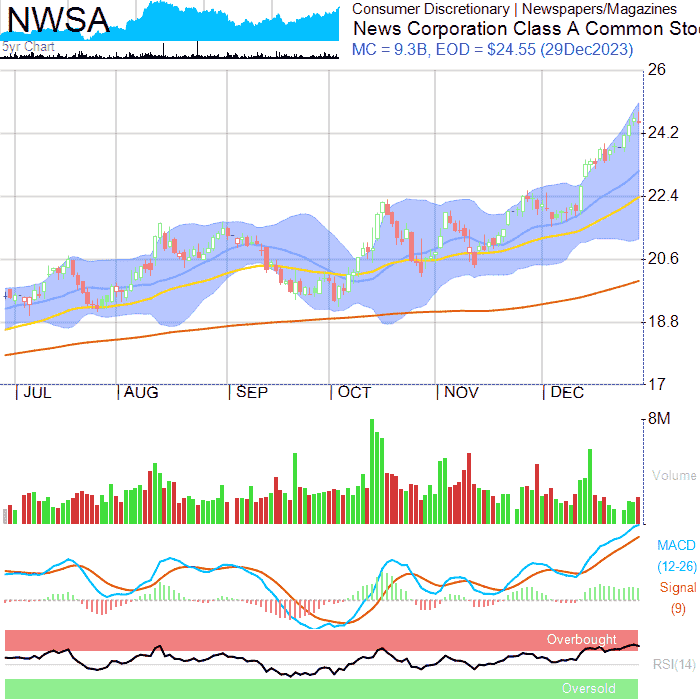 NWSA
5yr Chart
Consumer Discretionary | Newspapers/Magazines
News Corporation Class A Common Sto
MC = 9.3B, EOD = $24.55 (29Dec2023)
26
24.2
22.4
20.6
18.8
17
JUL AUG SEP OCT NOV DEC
8M
Volume
MACD
(12-26)
Signal
(9)
Overbought
RSI(14)
Oversold